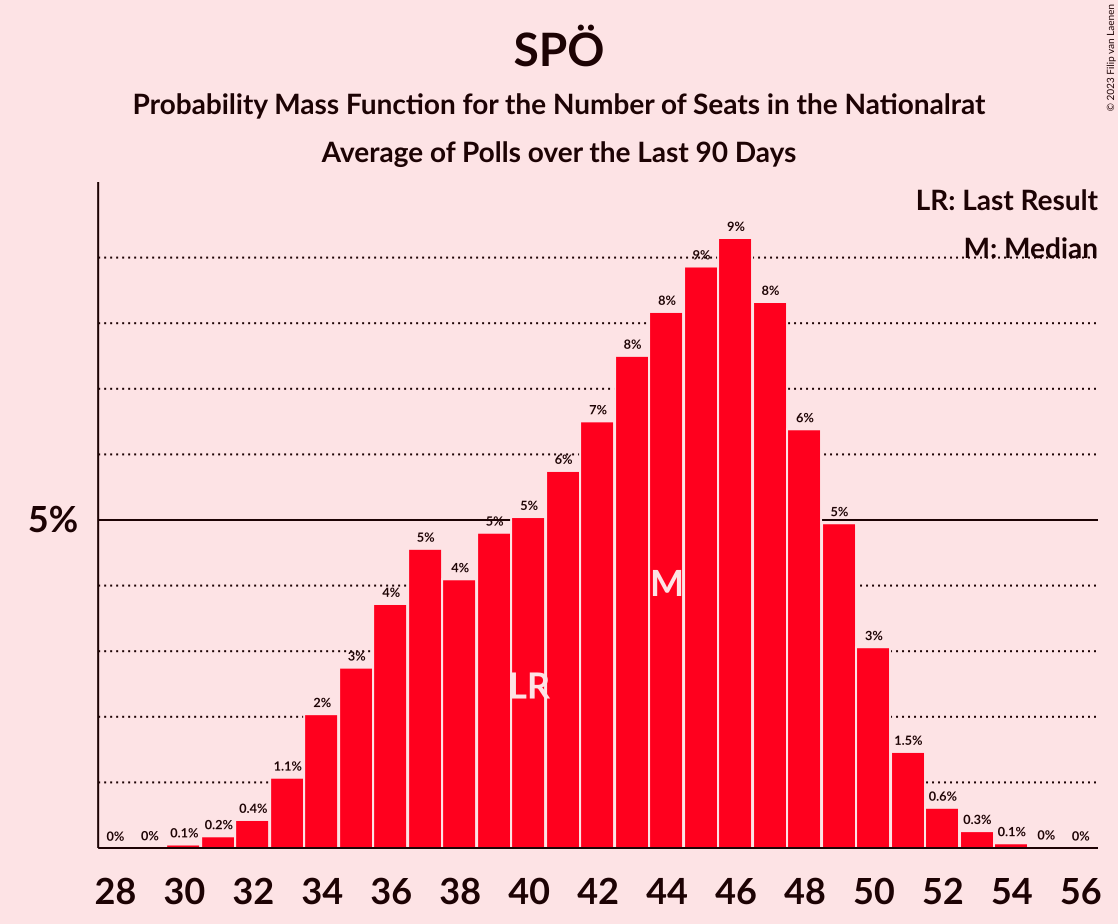 SPÖ
Probability Mass Function for the Number of Seats in the Nationalrat
Average of Polls over the Last 90 Days
© 2023 Filip van Laenen
LR: Last Result
M: Median
5%
0% 0% 0.1% 0.2% 0.4% 1.1% 2% 3% 4% 5% 4% 5% 5% 6% 7% 8% 8% 9% 9% 8% 6% 5% 3% 1.5% 0.6% 0.3% 0.1% 0% 0%
M
LR
28 30 32 34 36 38 40 42 44 46 48 50 52 54 56